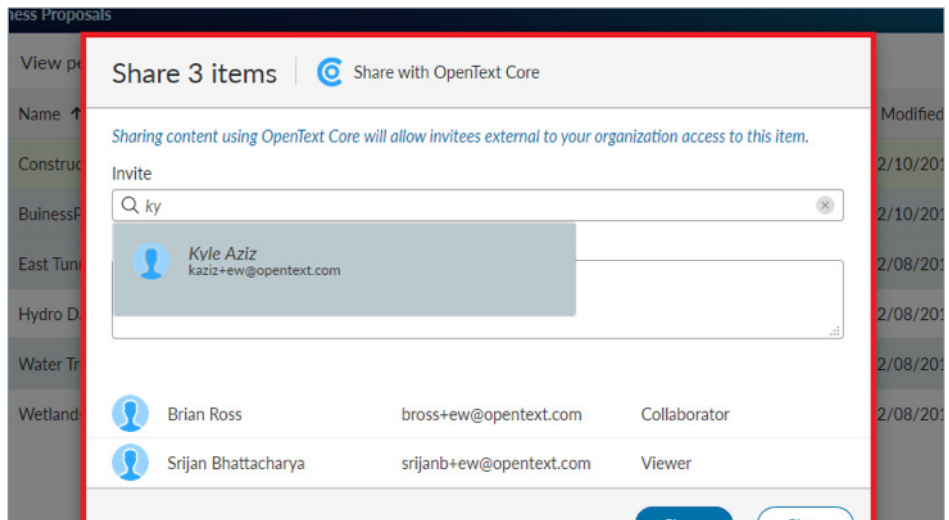 ness Proposals
View pe
Share 3 items
Share with OpenText Core
Name
Modified
Sharing content using OpenText Core will allow invitees external to your organization access to this item.
Construc
2/10/201
Invite
ky
BuinessP
2/10/201
Kyle Aziz
kaziz+ew@opentext.com
East Tunn
2/08/201
Hydro D
2/08/201
Water Tr
2/08/201
Wetlands
Brian Ross bross+ew@opentext.com Collaborator
2/08/201
Srijan Bhattacharya srijanb+ew@opentext.com Viewer